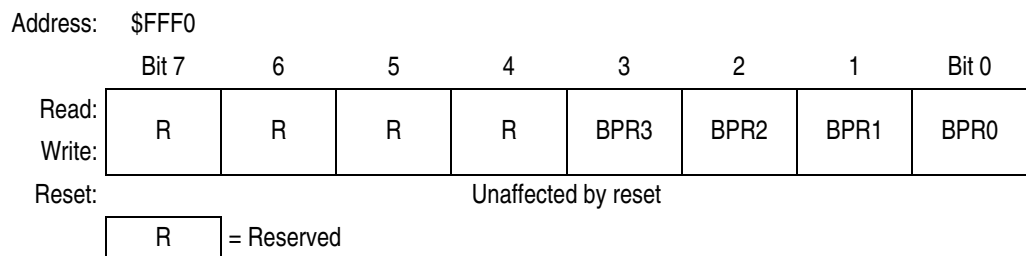 Address: $FFF0
Bit 7 6 5 4 3 2 1 Bit 0
Read:
R R R R BPR3 BPR2 BPR1 BPR0
Write:
Reset: Unaffected by reset
R = Reserved